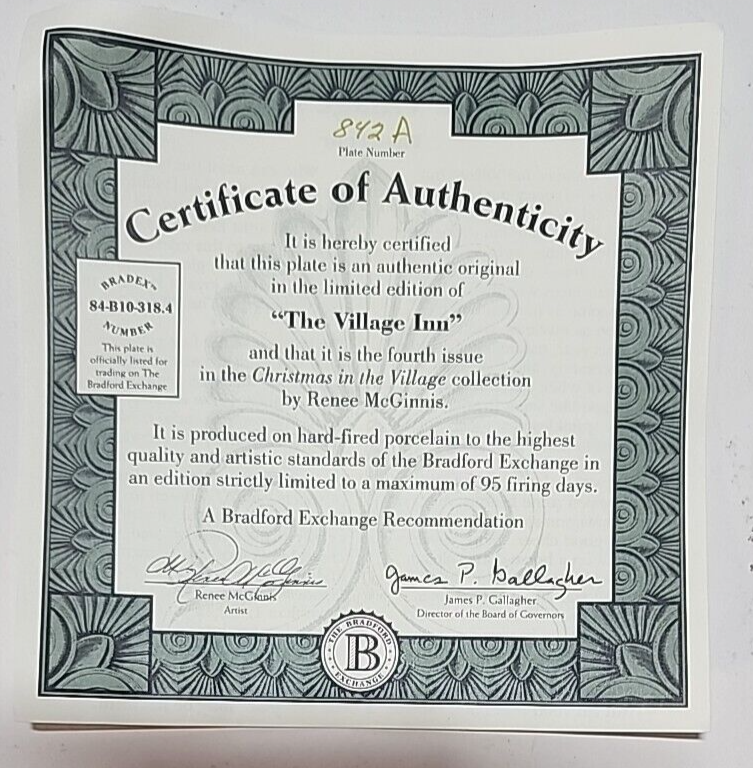 842A
Plate Number
Certificate of Authenticity
It is hereby certified
that this plate is an authentic original
in the limited edition of
“The Village Inn”
and that it is the fourth issue
in the Christmas in the Village collection
by Renee McGinnis.
BRADEX™
84-B10-318.4
NUMBER
This plate is
officially listed for
trading on The
Bradford Exchange
It is produced on hard-fired porcelain to the highest
quality and artistic standards of the Bradford Exchange in
an edition strictly limited to a maximum of 95 firing days.
A Bradford Exchange Recommendation
Renee McGinnis
Renee McGinnis
Artist
James P. Gallagher
James P. Gallagher
Director of the Board of Governors
THE BRADFORD
B
EXCHANGE